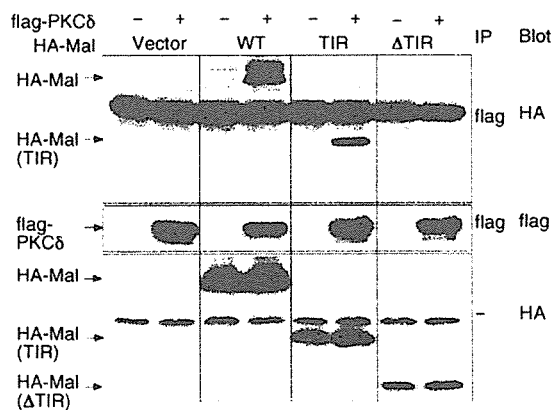 flag-PKCδ - + - + - + - +
HA-Mal Vector WT TIR ΔTIR IP Blot
HA-Mal
flag HA
HA-Mal
(TIR)
flag-
PKCδ
flag flag
HA-Mal
- HA
HA-Mal
(TIR)
HA-Mal
(ΔTIR)